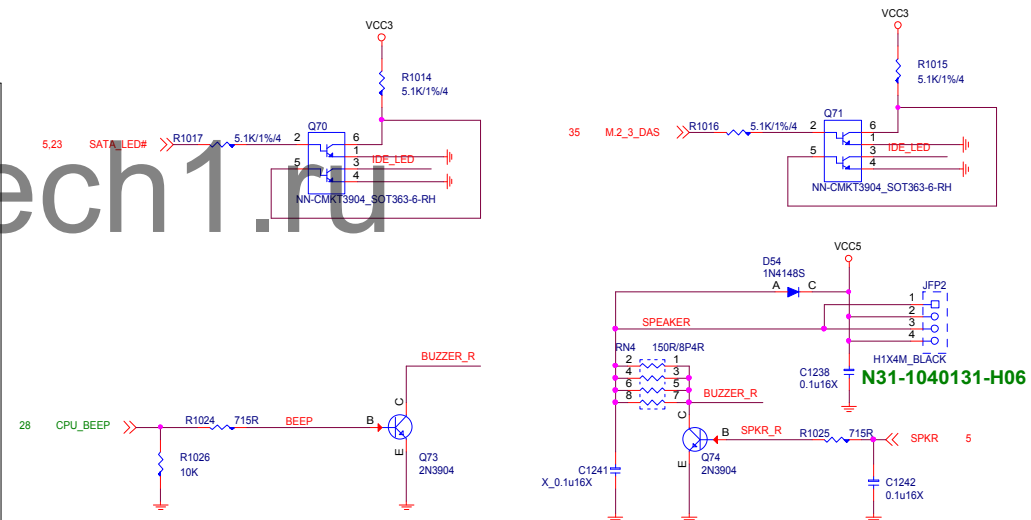 VCC3
R1014
5.1K/1%/4
Q70
5,23 SATA_LED# R1017 5.1K/1%/4 2 6
1
5 3 IDE_LED
4
NN-CMKT3904_SOT363-6-RH
VCC3
R1015
5.1K/1%/4
Q71
35 M.2_3_DAS R1016 5.1K/1%/4 2 6
1
5 3 IDE_LED
4
NN-CMKT3904_SOT363-6-RH
ech1.ru
BUZZER_R
28 CPU_BEEP R1024 715R BEEP B C
E
R1026
10K
Q73
2N3904
VCC5
D54
1N4148S
A C
JFP2
1
2
3
4
SPEAKER
H1X4M_BLACK
N31-1040131-H06
RN4 150R/8P4R
2 1
4 3
6 5
8 7
BUZZER_R
C1238
0.1u16X
C
B SPKR_R R1025 715R SPKR 5
E
Q74
2N3904
C1241
X_0.1u16X
C1242
0.1u16X